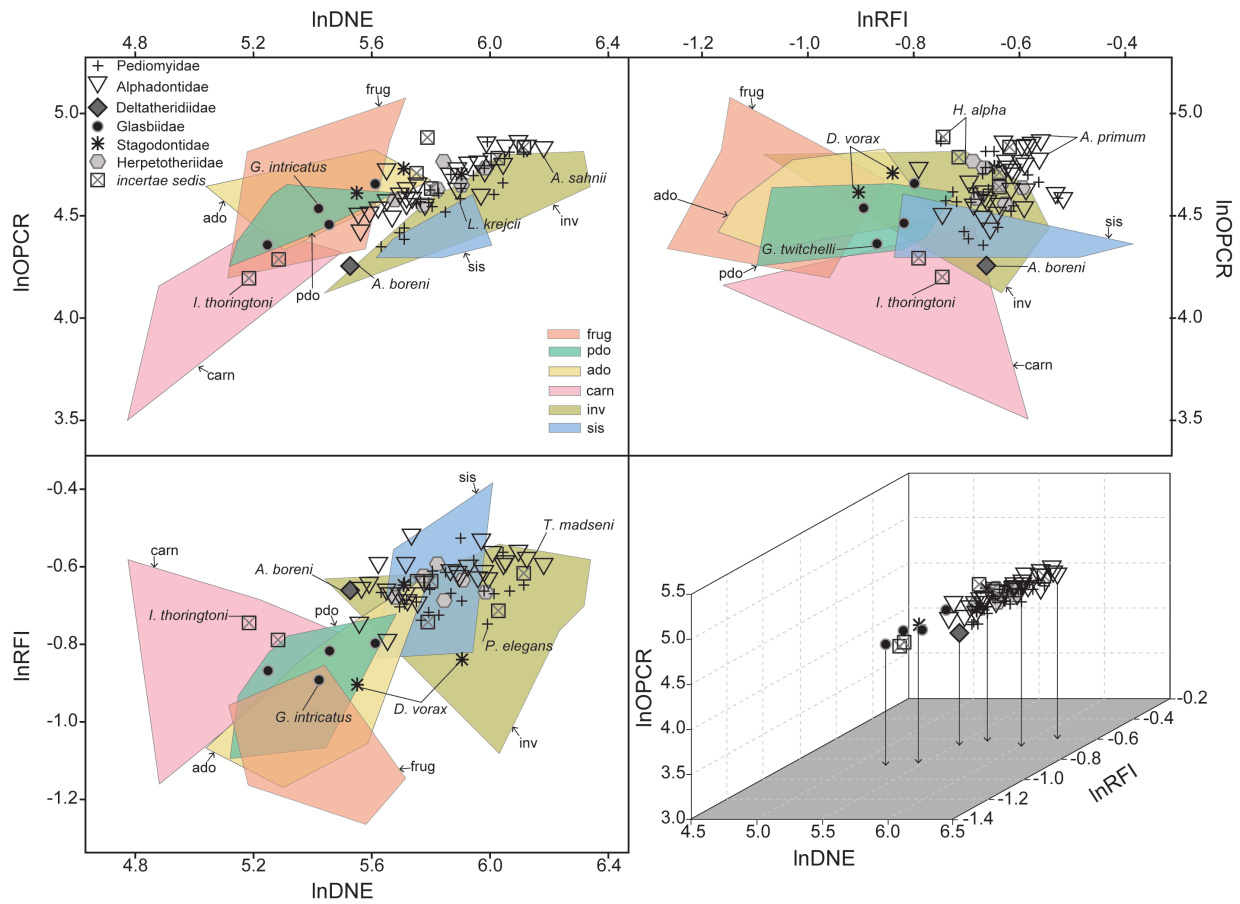 lnDNE
4.8 5.2 5.6 6.0 6.4
lnRFI
-1.2 -1.0 -0.8 -0.6 -0.4
Pediomyidae
Alphadontidae
Deltatheridiidae
Glasbiidae
Stagodontidae
Herpetotheriidae
incertae sedis
lnOPCR
5.0
4.5
4.0
3.5
frug
G. intricatus
ado
A. sahnii
inv
L. krejcii
sis
A. boreni
pdo
I. thoringtoni
carn
frug
pdo
ado
carn
inv
sis
frug
H. alpha
D. vorax
A. primum
ado
sis
G. twitchelli
pdo
A. boreni
I. thoringtoni
inv
carn
5.0
4.5
4.0
3.5
lnOPCR
lnRFI
-0.4
-0.6
-0.8
-1.0
-1.2
sis
carn
T. madseni
A. boreni
I. thoringtoni
pdo
P. elegans
G. intricatus
D. vorax
ado
inv
frug
4.8 5.2 5.6 6.0 6.4
lnDNE
lnOPCR
5.5
5.0
4.5
4.0
3.5
3.0
4.5 5.0 5.5 6.0 6.5
lnDNE
-0.2
-0.4
-0.6
-0.8
-1.0
-1.2
-1.4
lnRFI